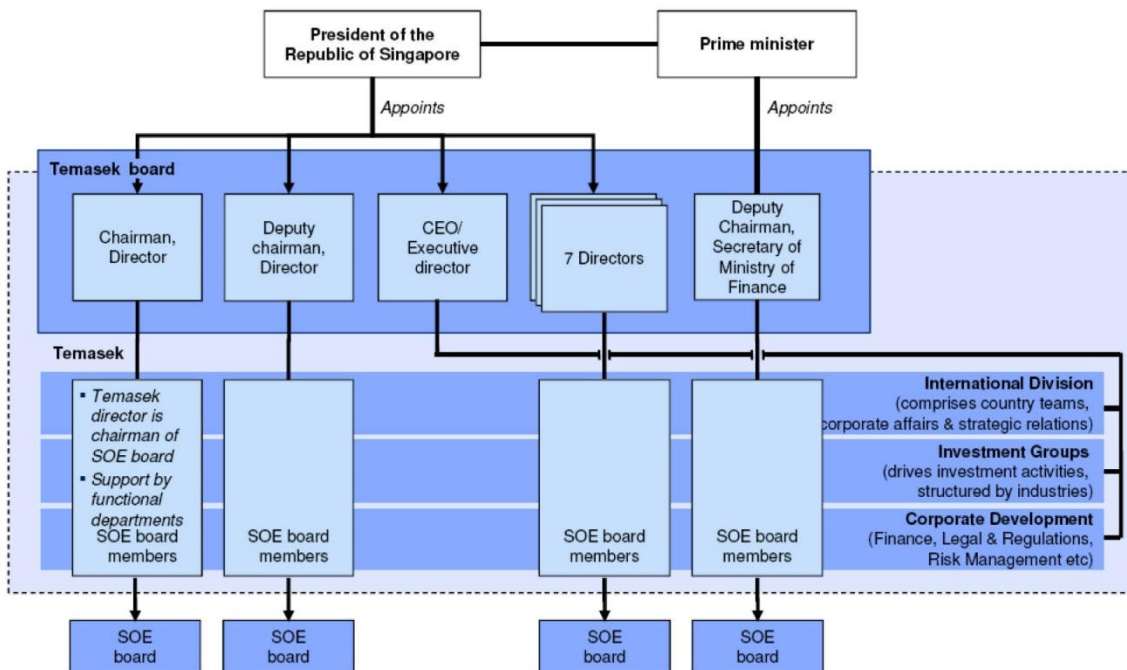 President of the
Republic of Singapore
Prime minister
Appoints
Appoints
Temasek board
Chairman,
Director
Deputy
chairman,
Director
CEO/
Executive
director
7 Directors
Deputy
Chairman,
Secretary of
Ministry of
Finance
Temasek
▪ Temasek
director is
chairman of
SOE board
▪ Support by
functional
departments
SOE board
members
SOE board
members
SOE board
members
SOE board
members
International Division
(comprises country teams,
corporate affairs & strategic relations)
Investment Groups
(drives investment activities,
structured by industries)
Corporate Development
(Finance, Legal & Regulations,
Risk Management etc)
SOE
board
SOE
board
SOE
board
SOE
board